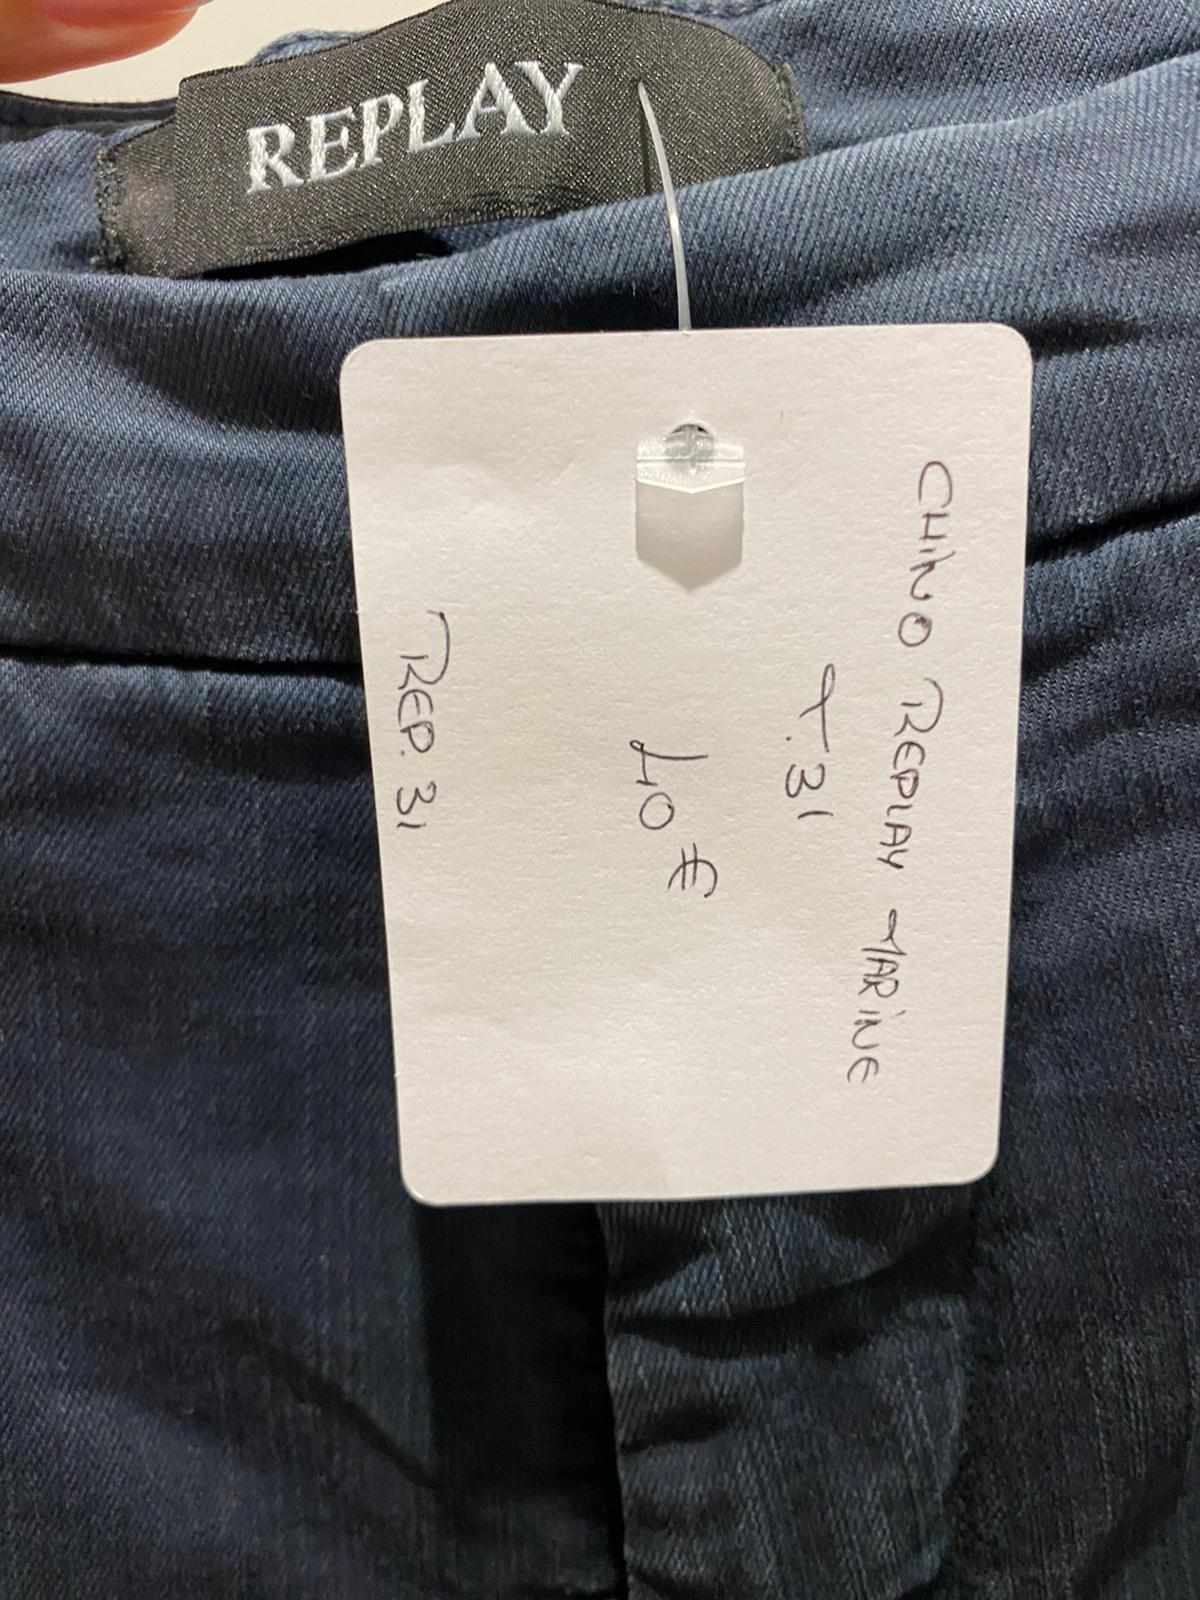 REPLAY
CHINO REPLAY MARINE
T.31
40 €
REP. 31